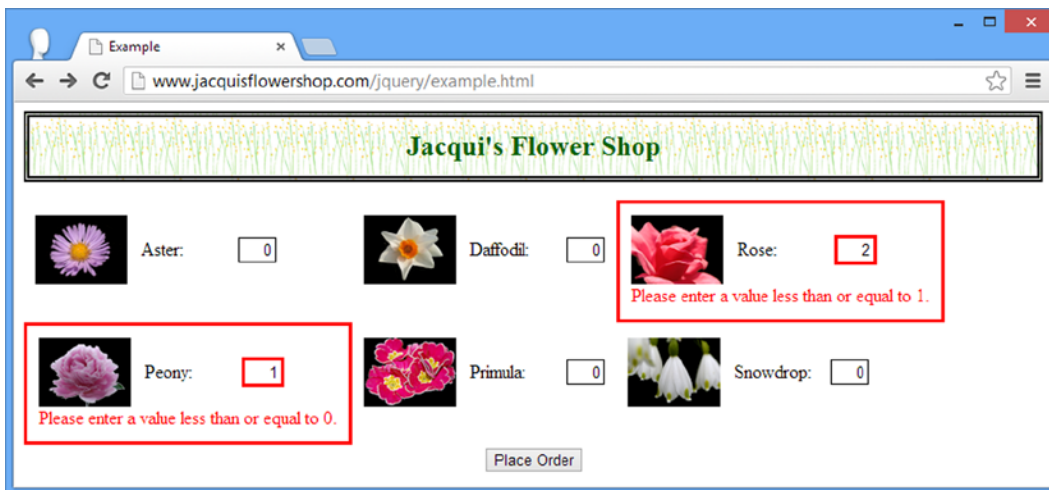 Example
www.jacquisflowershop.com/jquery/example.html
Jacqui's Flower Shop
Aster: 0 Daffodil: 0 Rose: 2
Please enter a value less than or equal to 1.
Peony: 1 Primula: 0 Snowdrop: 0
Please enter a value less than or equal to 0.
Place Order